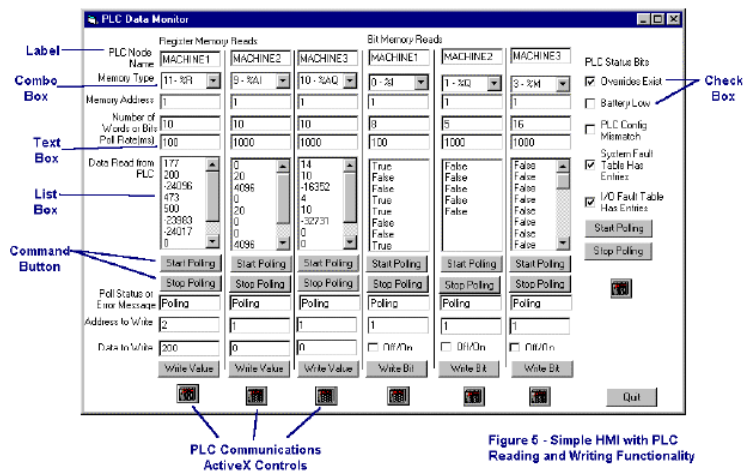 PLC Data Monitor
Register Memory Reads
Bit Memory Reads
Label
PLC Node Name
MACHINE1
MACHINE2
MACHINE3
MACHINE1
MACHINE2
MACHINE3
PLC Status Bits
Combo Box
Memory Type
11 - %R
9 - %AI
10 - %AQ
0 - %I
1 - %Q
3 - %M
Overrides Exist
Check Box
Memory Address
1
1
1
1
1
1
Battery Low
Number of Words or Bits
10
10
10
8
5
16
PLC Config Mismatch
Text Box
Poll Rate(ms)
100
1000
1000
100
1000
1000
System Fault Table Has Entries
I/O Fault Table Has Entries
List Box
Data Read from PLC
177
200
-24096
473
500
-23983
-24017
0
0
20
4096
0
20
0
0
4096
14
10
-16352
4
10
-32731
0
0
True
False
False
True
True
False
False
True
False
False
False
False
False
False
False
False
False
False
False
False
False
Start Polling
Stop Polling
Command Button
Start Polling
Start Polling
Start Polling
Start Polling
Start Polling
Start Polling
Stop Polling
Stop Polling
Stop Polling
Stop Polling
Stop Polling
Stop Polling
Poll Status or Error Message
Polling
Polling
Polling
Polling
Polling
Polling
Address to Write
2
1
1
1
1
1
Data to Write
200
0
0
Off/On
Off/On
Off/On
Write Value
Write Value
Write Value
Write Bit
Write Bit
Write Bit
Quit
PLC Communications
ActiveX Controls
Figure 5 - Simple HMI with PLC
Reading and Writing Functionality